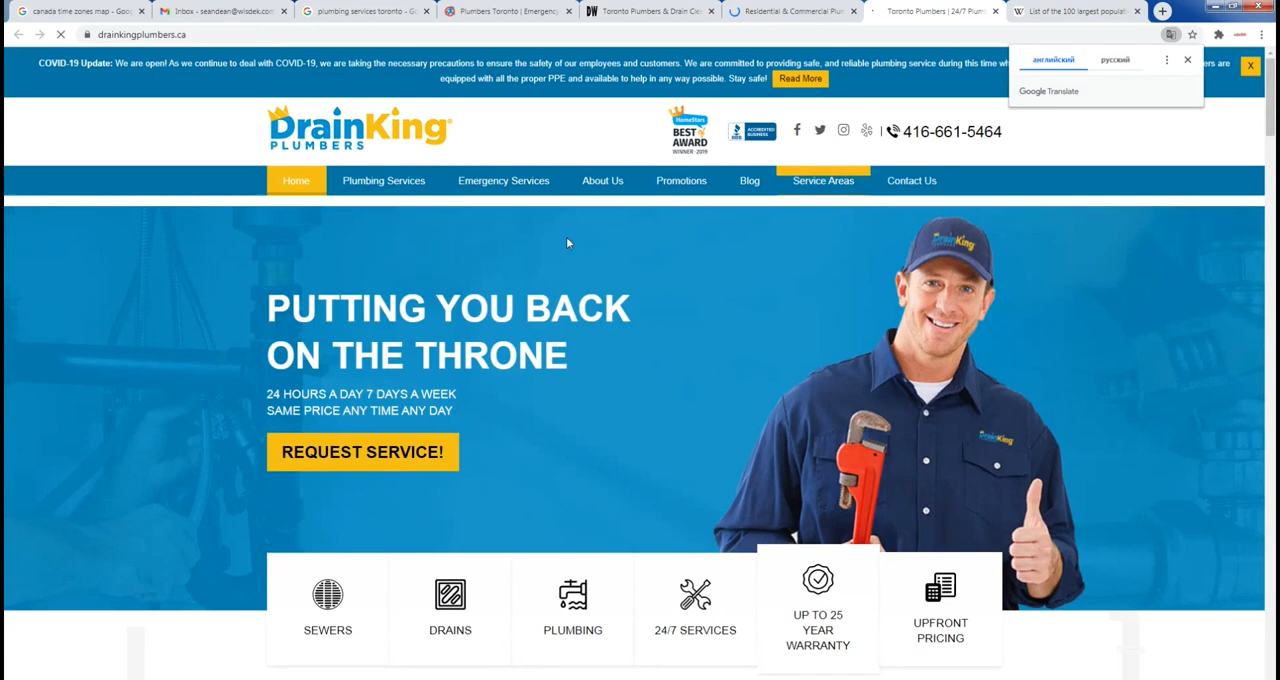 canada time zones map - Goog
Inbox - seandean@wisdek.com
plumbing services toronto - Go
Plumbers Toronto | Emergency
DW Toronto Plumbers & Drain Cle
Residential & Commercial Plum
Toronto Plumbers | 24/7 Plum
W List of the 100 largest populat
drainkingplumbers.ca
английский русский
Google Translate
COVID-19 Update: We are open! As we continue to deal with COVID-19, we are taking the necessary precautions to ensure the safety of our employees and customers. We are committed to providing safe, and reliable plumbing service during this time
equipped with all the proper PPE and available to help in any way possible. Stay safe! Read More
X
DrainKing
PLUMBERS
HomeStars
BEST
AWARD
WINNER-2019
BBB ACCREDITED
BUSINESS
| 416-661-5464
Home Plumbing Services Emergency Services About Us Promotions Blog Service Areas Contact Us
PUTTING YOU BACK
ON THE THRONE
24 HOURS A DAY 7 DAYS A WEEK
SAME PRICE ANY TIME ANY DAY
REQUEST SERVICE!
DrainKing
DrainKing
SEWERS
DRAINS
PLUMBING
24/7 SERVICES
UP TO 25
YEAR
WARRANTY
UPFRONT
PRICING